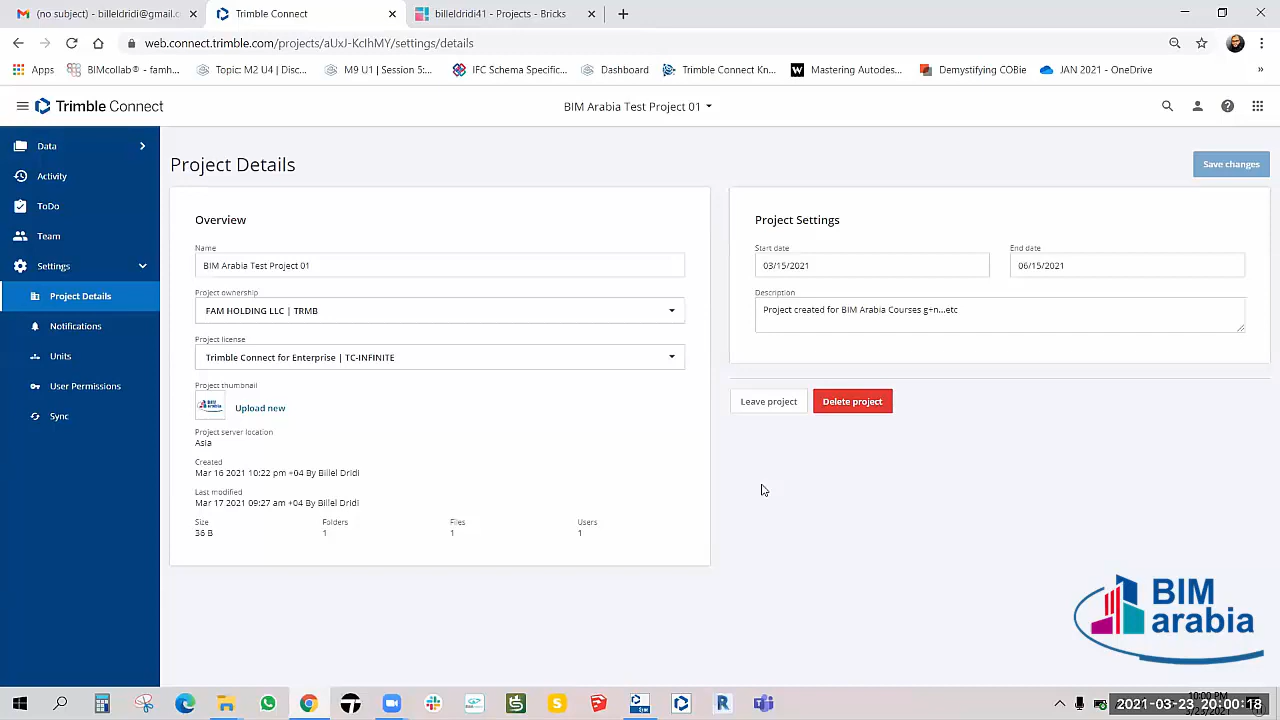 (no subject) - billeldridi@gmail.c
Trimble Connect
billeldridi41 - Projects - Bricks
web.connect.trimble.com/projects/aUxJ-KcIhMY/settings/details
Apps
BIMcollab® - famh...
Topic: M2 U4 | Disc...
M9 U1 | Session 5:...
IFC Schema Specific...
Dashboard
Trimble Connect Kn...
Mastering Autodes...
Demystifying COBie
JAN 2021 - OneDrive
Trimble Connect
BIM Arabia Test Project 01
Data
Activity
ToDo
Team
Settings
Project Details
Notifications
Units
User Permissions
Sync
Project Details
Save changes
Overview
Name
BIM Arabia Test Project 01
Project ownership
FAM HOLDING LLC | TRMB
Project license
Trimble Connect for Enterprise | TC-INFINITE
Project thumbnail
Upload new
Project server location
Asia
Created
Mar 16 2021 10:22 pm +04 By Billel Dridi
Last modified
Mar 17 2021 09:27 am +04 By Billel Dridi
Size Folders Files Users
36 B 1 1 1
Project Settings
Start date End date
03/15/2021 06/15/2021
Description
Project created for BIM Arabia Courses g+n...etc
Leave project Delete project
BIM
arabia
10:00 PM
2021-03-23 20:00:18